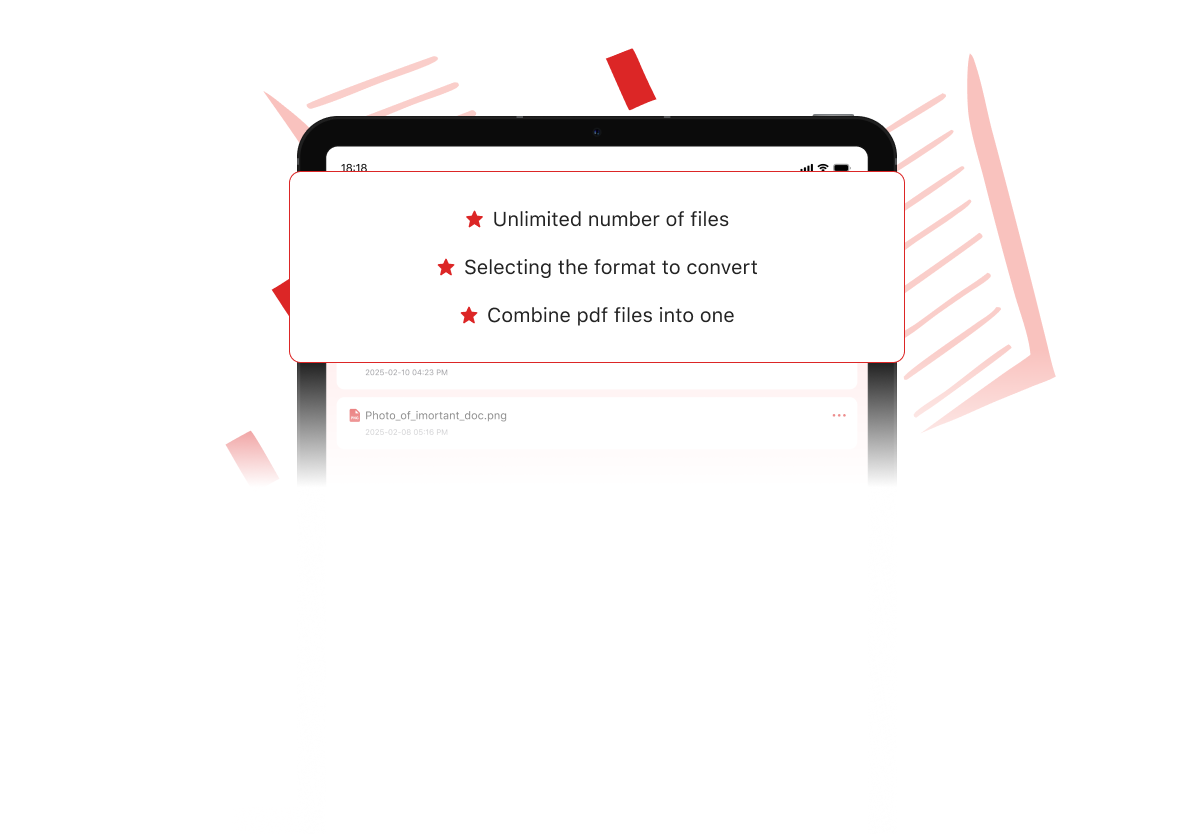 18:18
Unlimited number of files
Selecting the format to convert
Combine pdf files into one
2025-02-10 04:23 PM
Photo_of_imortant_doc.png
2025-02-08 05:16 PM